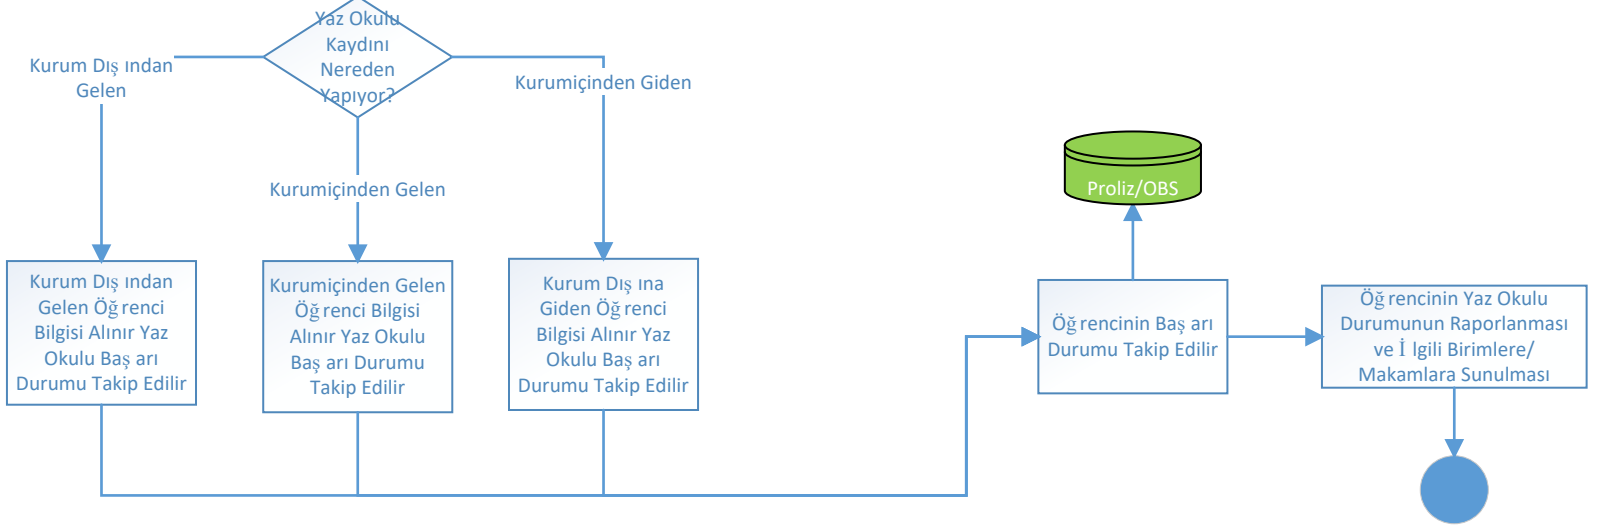 Yaz Okulu
Kaydını
Nereden
Yapıyor?
Kurum Dış ından
Gelen
Kurumiçinden Giden
Kurumiçinden Gelen
Proliz/OBS
Kurum Dış ından
Gelen Öğ renci
Bilgisi Alınır Yaz
Okulu Baş arı
Durumu Takip Edilir
Kurumiçinden Gelen
Öğ renci Bilgisi
Alınır Yaz Okulu
Baş arı Durumu
Takip Edilir
Kurum Dış ına
Giden Öğ renci
Bilgisi Alınır Yaz
Okulu Baş arı
Durumu Takip Edilir
Öğ rencinin Baş arı
Durumu Takip Edilir
Öğ rencinin Yaz Okulu
Durumunun Raporlanması
ve İ lgili Birimlere/
Makamlara Sunulması